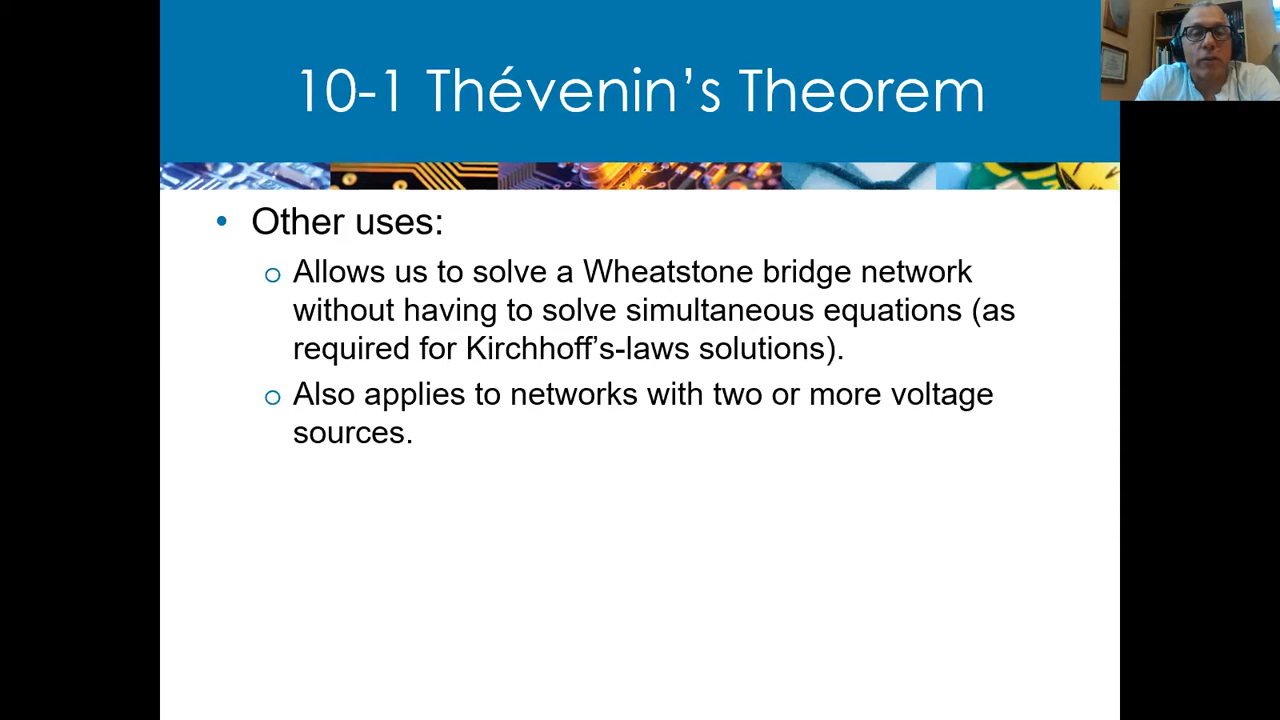 10-1 Thévenin’s Theorem
• Other uses:
o Allows us to solve a Wheatstone bridge network
without having to solve simultaneous equations (as
required for Kirchhoff’s-laws solutions).
o Also applies to networks with two or more voltage
sources.